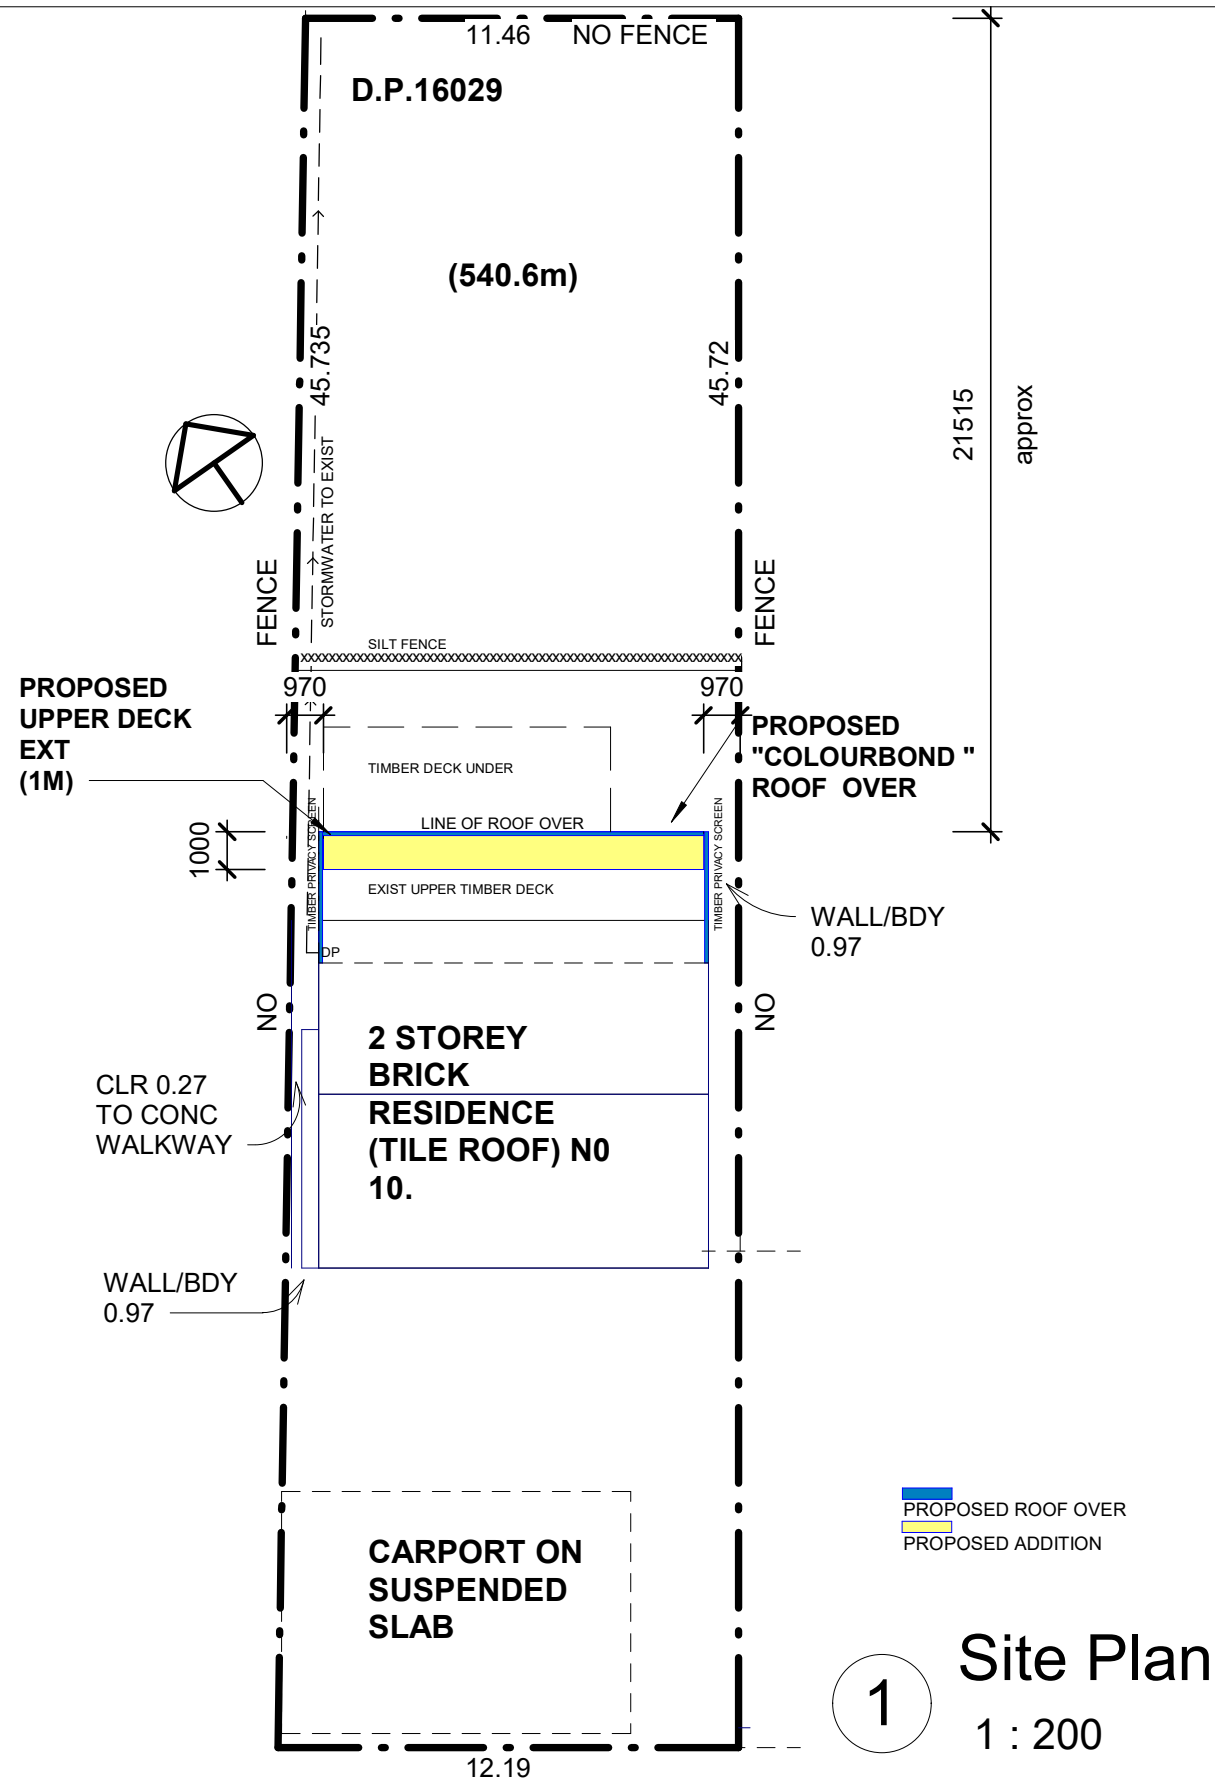 11.46 NO FENCE
D.P.16029
(540.6m)
45.735
45.72
21515
approx
STORMWATER TO EXIST
FENCE
FENCE
SILT FENCE
XXXXXXXXXXXXXXXXXXXXXXXXXXXXXXXXXXXXXXXXXXXXXXXXXXXXXXXXXXXXXXXX
970
970
PROPOSED
UPPER DECK
EXT
(1M)
PROPOSED
"COLOURBOND "
ROOF OVER
TIMBER DECK UNDER
LINE OF ROOF OVER
1000
TIMBER PRIVACY SCREEN
TIMBER PRIVACY SCREEN
EXIST UPPER TIMBER DECK
WALL/BDY
0.97
DP
NO
NO
2 STOREY
BRICK
RESIDENCE
(TILE ROOF) N0
10.
CLR 0.27
TO CONC
WALKWAY
WALL/BDY
0.97
PROPOSED ROOF OVER
PROPOSED ADDITION
CARPORT ON
SUSPENDED
SLAB
1
Site Plan
1 : 200
12.19